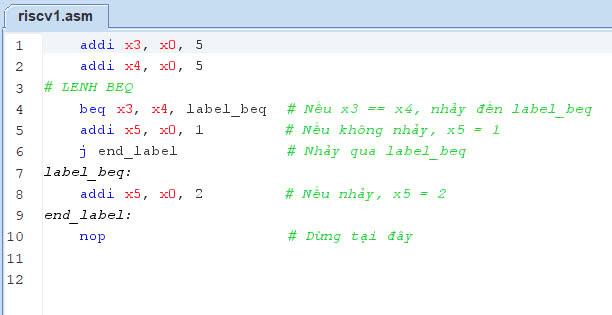 riscv1.asm
1 addi x3, x0, 5
2 addi x4, x0, 5
3 # LENH BEQ
4 beq x3, x4, label_beq # Nếu x3 == x4, nhảy đến label_beq
5 addi x5, x0, 1 # Nếu không nhảy, x5 = 1
6 j end_label # Nhảy qua label_beq
7 label_beq:
8 addi x5, x0, 2 # Nếu nhảy, x5 = 2
9 end_label:
10 nop # Dừng tại đây
11
12